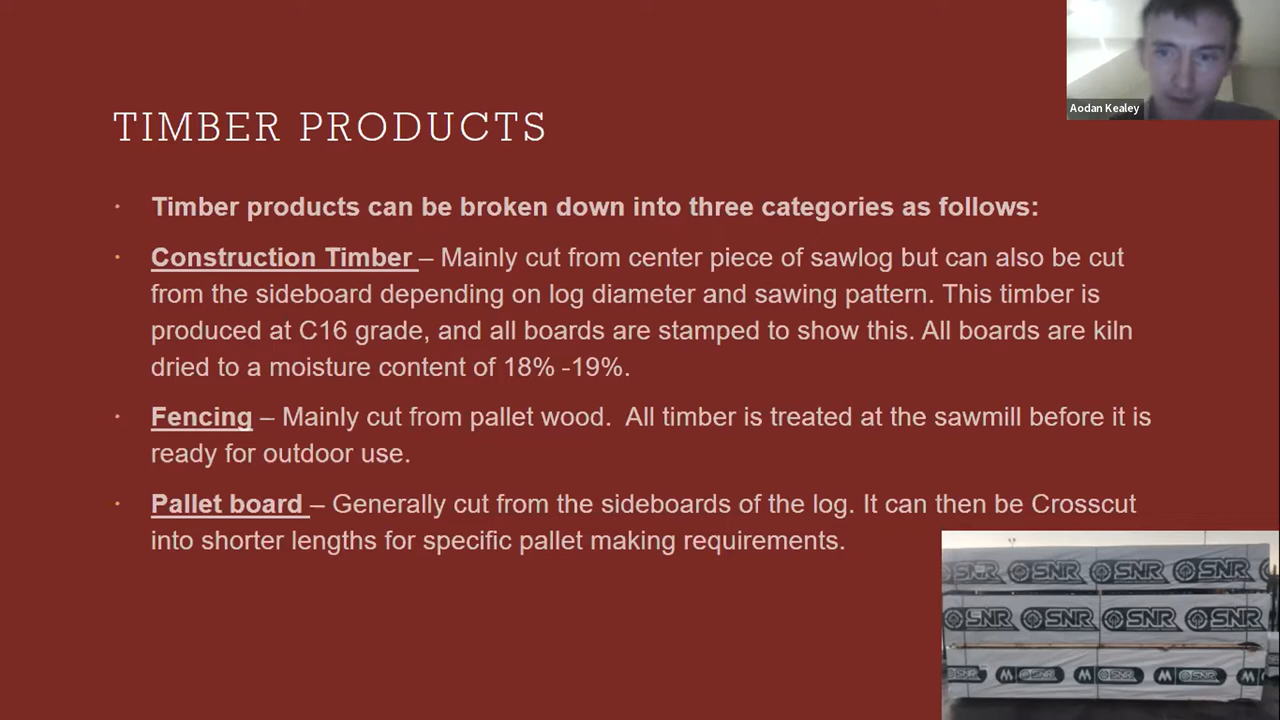 Aodan Kealey
TIMBER PRODUCTS
• Timber products can be broken down into three categories as follows:
• Construction Timber – Mainly cut from center piece of sawlog but can also be cut
from the sideboard depending on log diameter and sawing pattern. This timber is
produced at C16 grade, and all boards are stamped to show this. All boards are kiln
dried to a moisture content of 18% -19%.
• Fencing – Mainly cut from pallet wood.  All timber is treated at the sawmill before it is
ready for outdoor use.
• Pallet board – Generally cut from the sideboards of the log. It can then be Crosscut
into shorter lengths for specific pallet making requirements.
SNR SNR SNR SNR
SNR SNR SNR SNR
SNR SNR SNR SNR